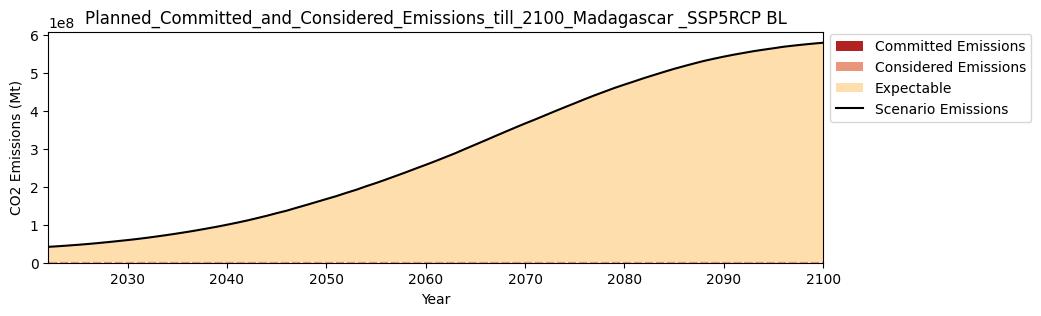 Planned_Committed_and_Considered_Emissions_till_2100_Madagascar _SSP5RCP BL
1e8
6
5
4
3
2
1
0
CO2 Emissions (Mt)
2030 2040 2050 2060 2070 2080 2090 2100
Year
Committed Emissions
Considered Emissions
Expectable
Scenario Emissions